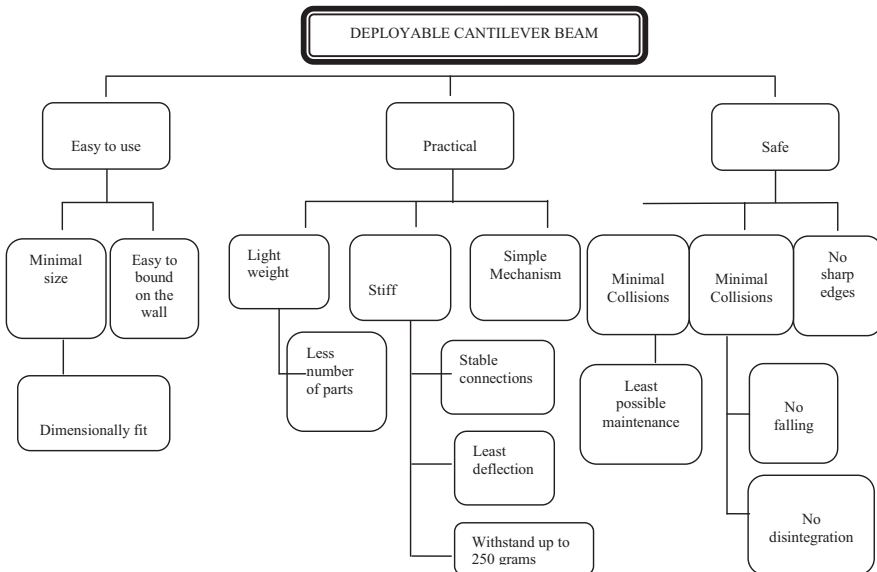 DEPLOYABLE CANTILEVER BEAM
Easy to use
Practical
Safe
Minimal
size
Easy to
bound on
the wall
Light
weight
Stiff
Simple
Mechanism
Minimal
Collisions
Minimal
Collisions
No
sharp
edges
Dimensionally fit
Less
number
of parts
Stable
connections
Least
deflection
Withstand up to
250 grams
Least
possible
maintenance
No
falling
No
disintegration